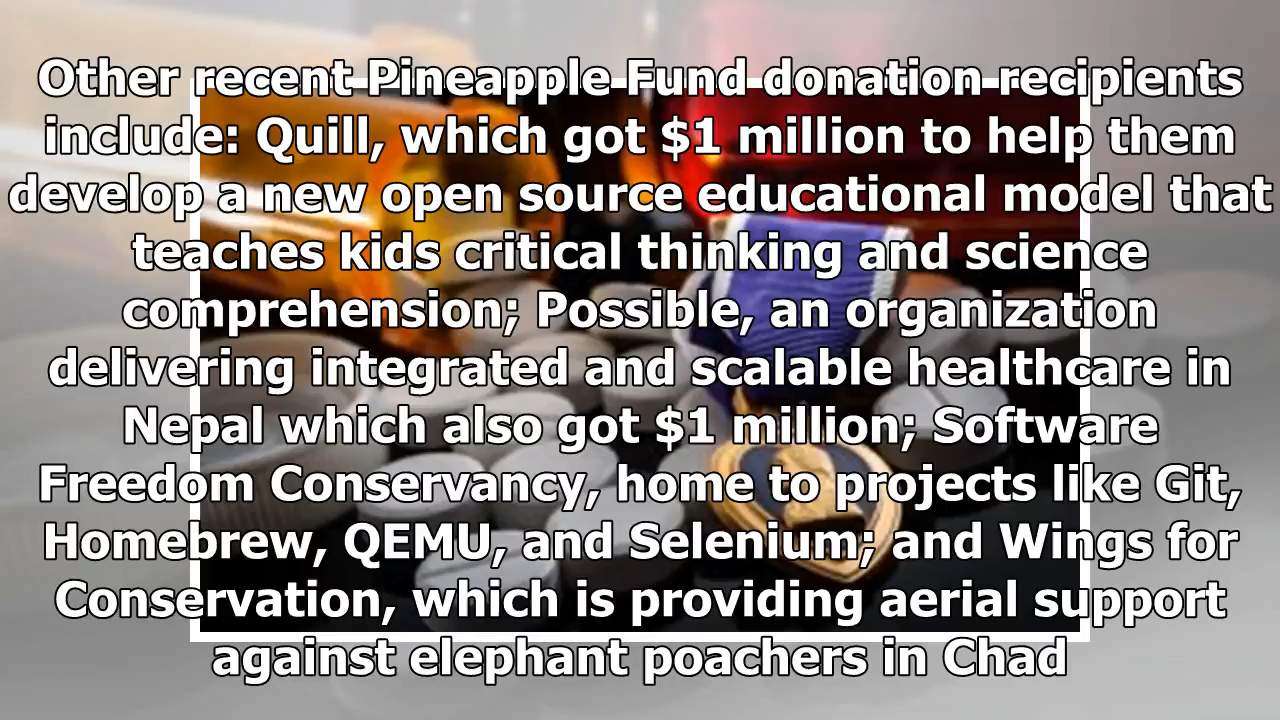 Other recent Pineapple Fund donation recipients
include: Quill, which got $1 million to help them
develop a new open source educational model that
teaches kids critical thinking and science
comprehension; Possible, an organization
delivering integrated and scalable healthcare in
Nepal which also got $1 million; Software
Freedom Conservancy, home to projects like Git,
Homebrew, QEMU, and Selenium; and Wings for
Conservation, which is providing aerial support
against elephant poachers in Chad